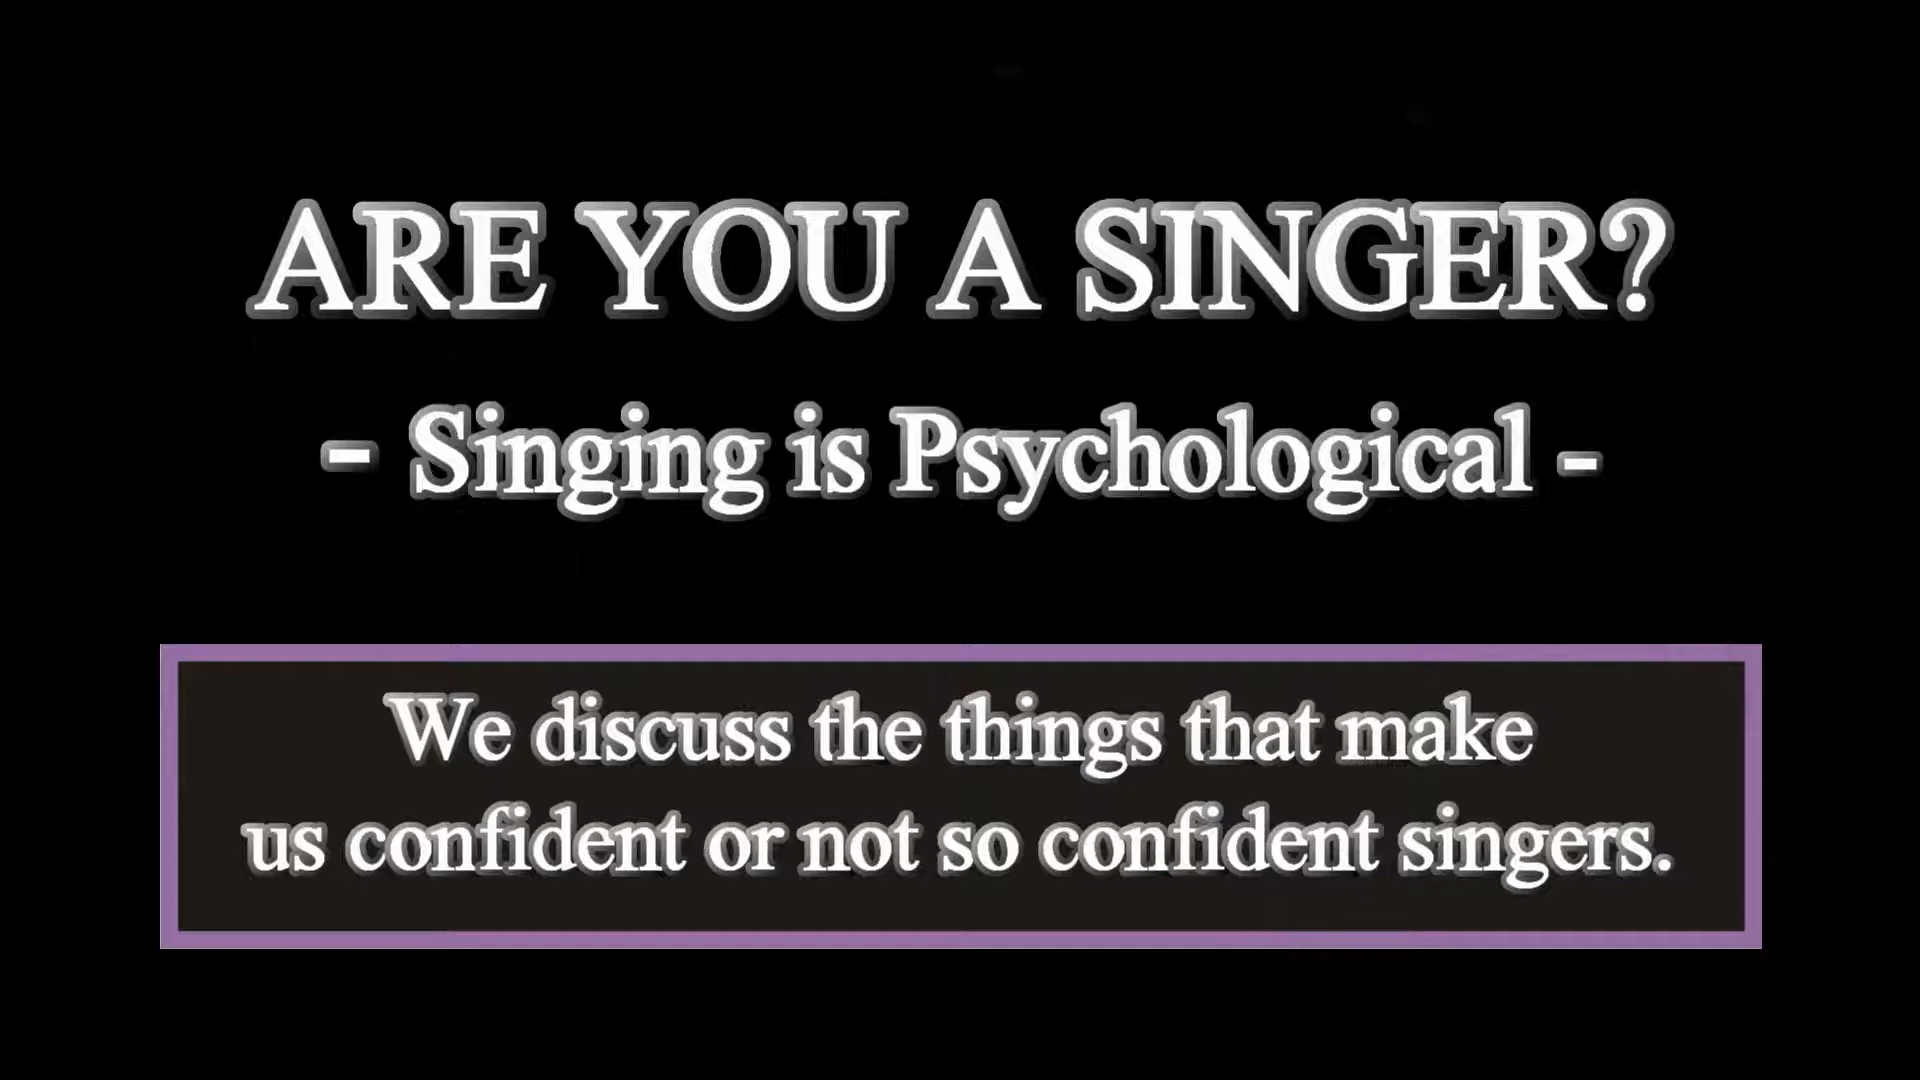 ARE YOU A SINGER?
- Singing is Psychological -
We discuss the things that make
us confident or not so confident singers.